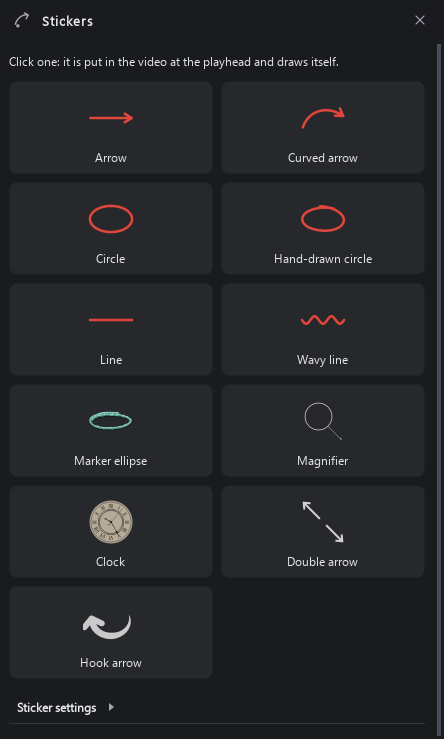 Stickers
Click one: it is put in the video at the playhead and draws itself.
Arrow
Curved arrow
Circle
Hand-drawn circle
Line
Wavy line
Marker ellipse
Magnifier
Clock
Double arrow
Hook arrow
Sticker settings